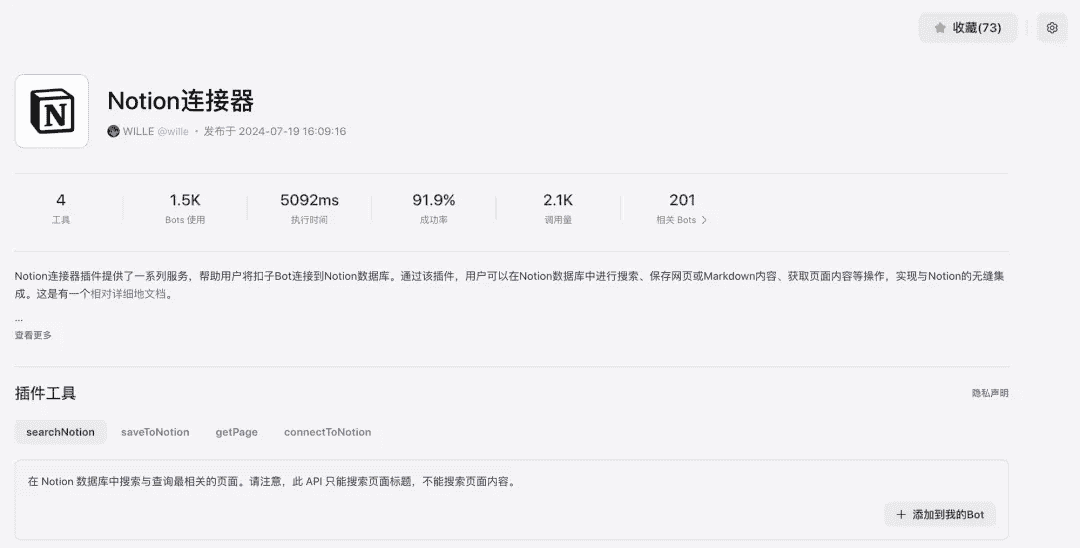 收藏(73)
N
Notion连接器
WILLE @wille · 发布于 2024-07-19 16:09:16
4 1.5K 5092ms 91.9% 2.1K 201
工具 Bots 使用 执行时间 成功率 调用量 相关 Bots >
Notion连接器插件提供了一系列服务，帮助用户将扣子Bot连接到Notion数据库。通过该插件，用户可以在Notion数据库中进行搜索、保存网页或Markdown内容、获取页面内容等操作，实现与Notion的无缝集
成。这是有一个相对详细地文档。
...
查看更多
插件工具 隐私声明
searchNotion saveToNotion getPage connectToNotion
在 Notion 数据库中搜索与查询最相关的页面。请注意，此 API 只能搜索页面标题，不能搜索页面内容。
+ 添加到我的Bot